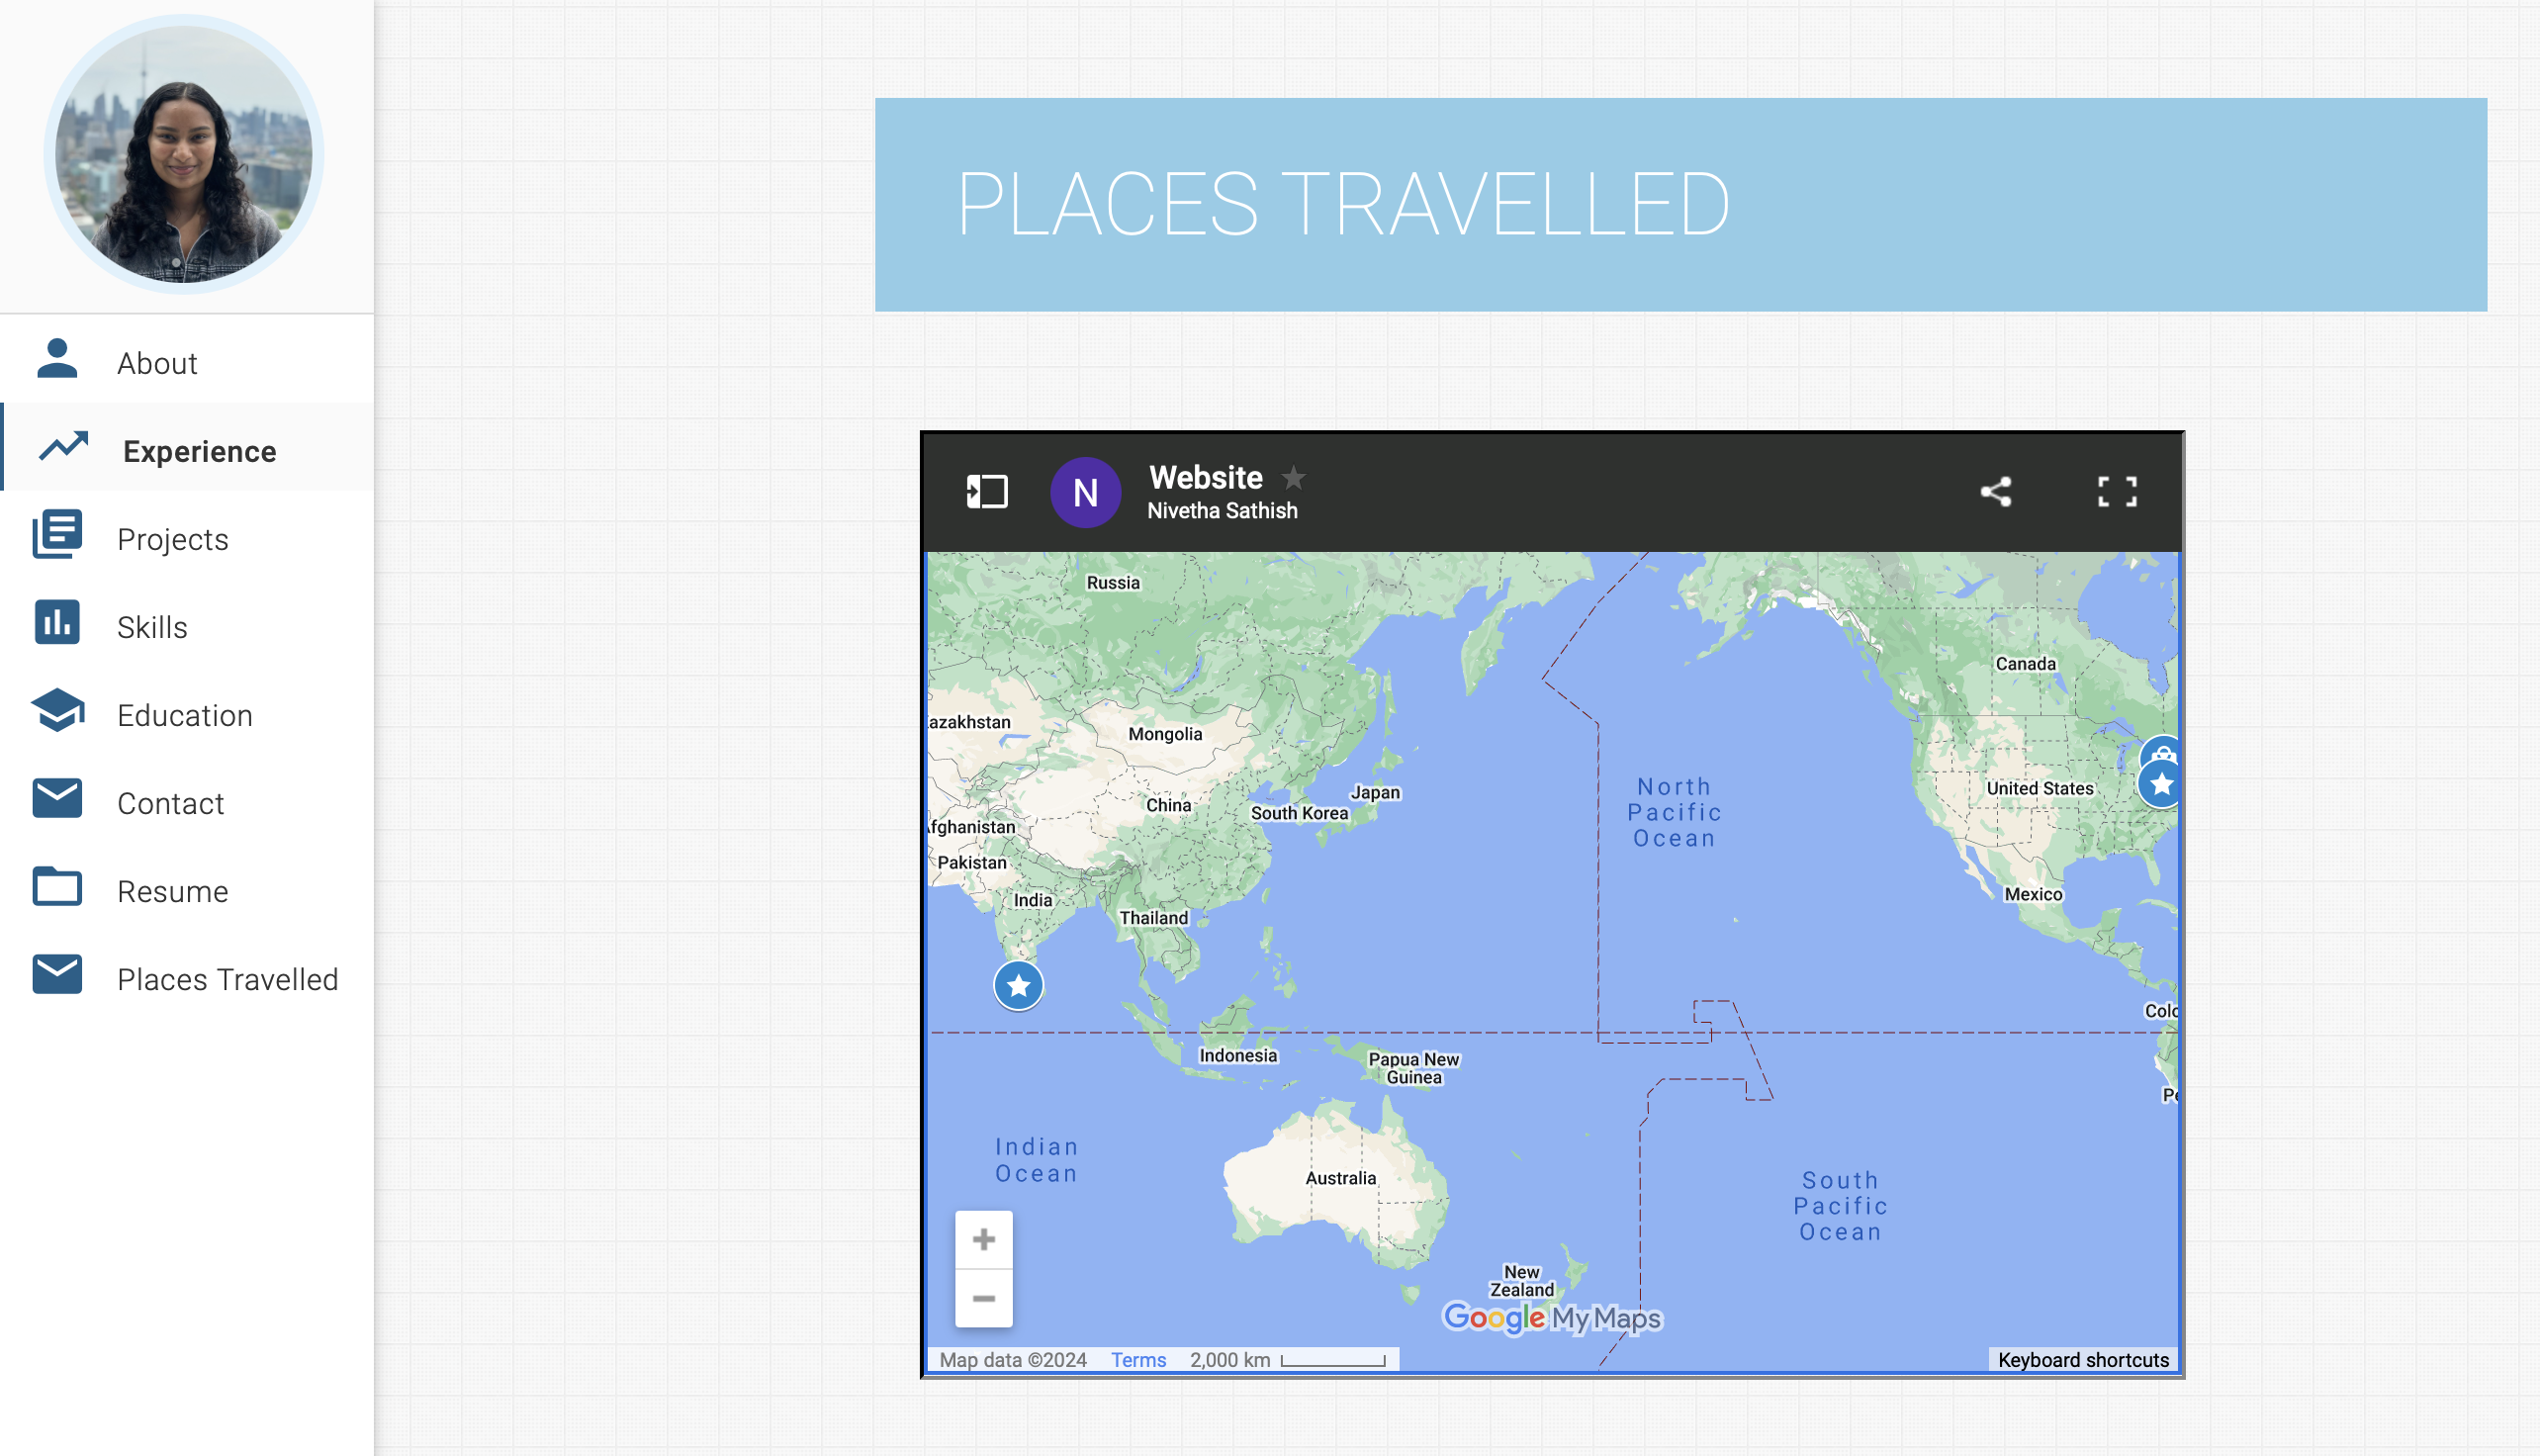 About
Experience
Projects
Skills
Education
Contact
Resume
Places Travelled
PLACES TRAVELLED
N
Website
Nivetha Sathish
Russia
Canada
azakhstan
Mongolia
North
Pacific
Ocean
United States
Japan
China
South Korea
Afghanistan
Pakistan
India
Mexico
Thailand
Colo
Indonesia
Papua New
Guinea
Pe
Indian
Ocean
Australia
South
Pacific
Ocean
New
Zealand
Google My Maps
Map data ©2024 Terms 2,000 km
Keyboard shortcuts